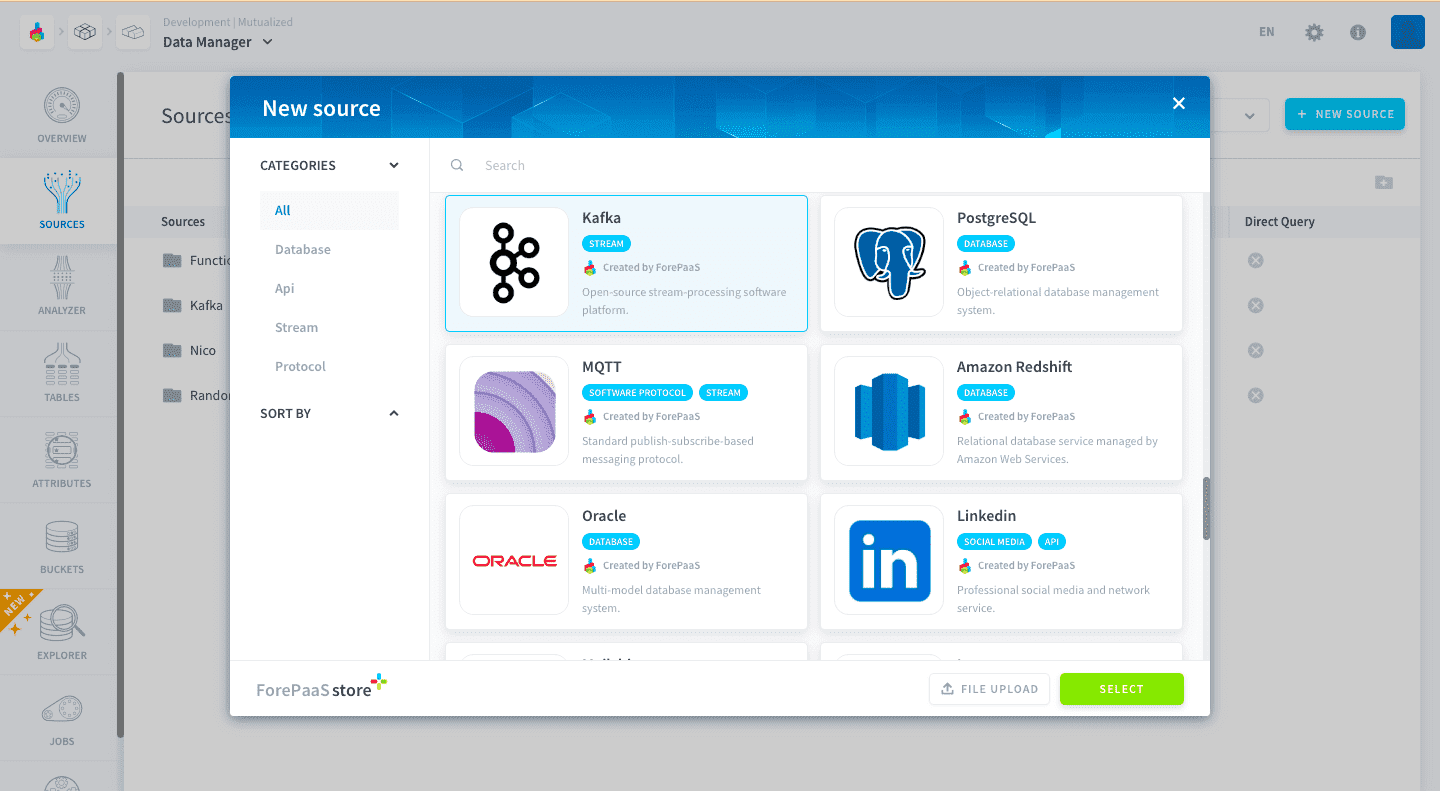 Development | Mutualized
Data Manager
EN
OVERVIEW
SOURCES
ANALYZER
TABLES
ATTRIBUTES
BUCKETS
NEW
EXPLORER
JOBS
Sources
+ NEW SOURCE
Sources
Direct Query
Kafka
Nico
New source
CATEGORIES
All
Database
Api
Stream
Protocol
SORT BY
Search
Kafka
STREAM
Created by ForePaaS
Open-source stream-processing software
platform.
PostgreSQL
DATABASE
Created by ForePaaS
Object-relational database management
system.
MQTT
SOFTWARE PROTOCOL
STREAM
Created by ForePaaS
Standard publish-subscribe-based
messaging protocol.
Amazon Redshift
DATABASE
Created by ForePaaS
Relational database service managed by
Amazon Web Services.
ORACLE
Oracle
DATABASE
Created by ForePaaS
Multi-model database management
system.
in
Linkedin
SOCIAL MEDIA
API
Created by ForePaaS
Professional social media and network
service.
ForePaaS store
FILE UPLOAD
SELECT